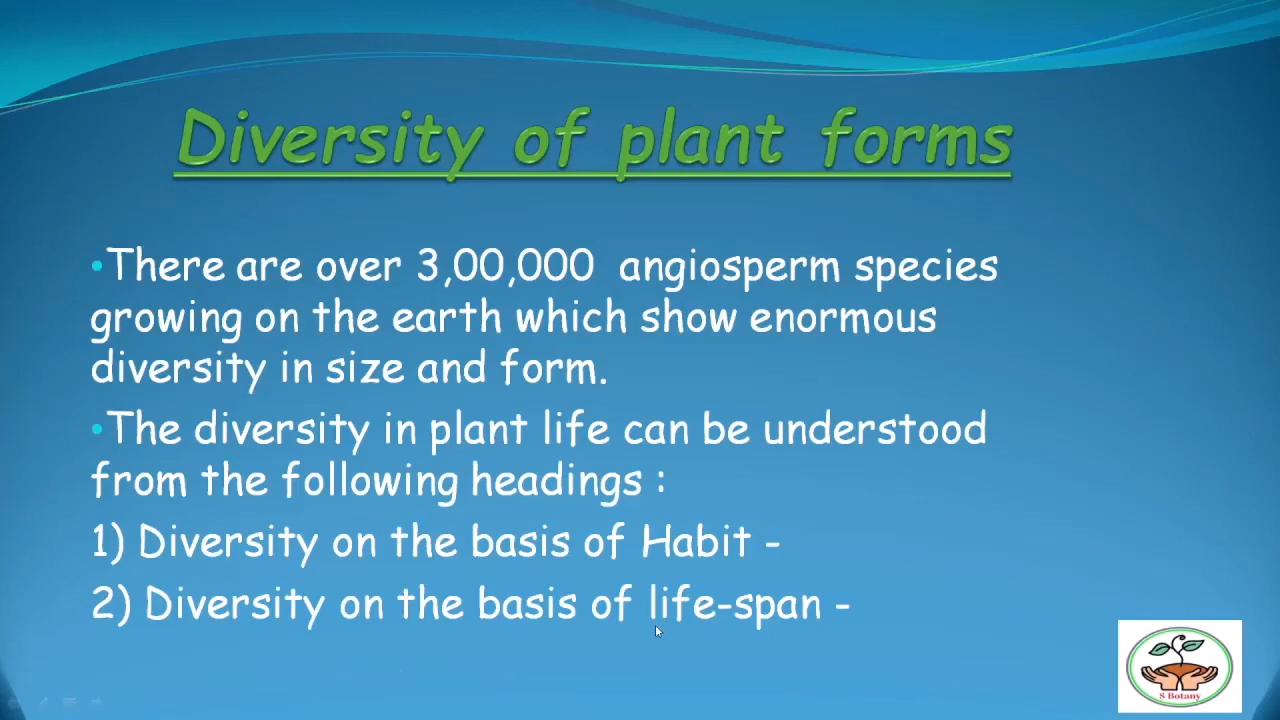 Diversity of plant forms
•There are over 3,00,000 angiosperm species
growing on the earth which show enormous
diversity in size and form.
•The diversity in plant life can be understood
from the following headings :
1) Diversity on the basis of Habit -
2) Diversity on the basis of life-span -
S Botany